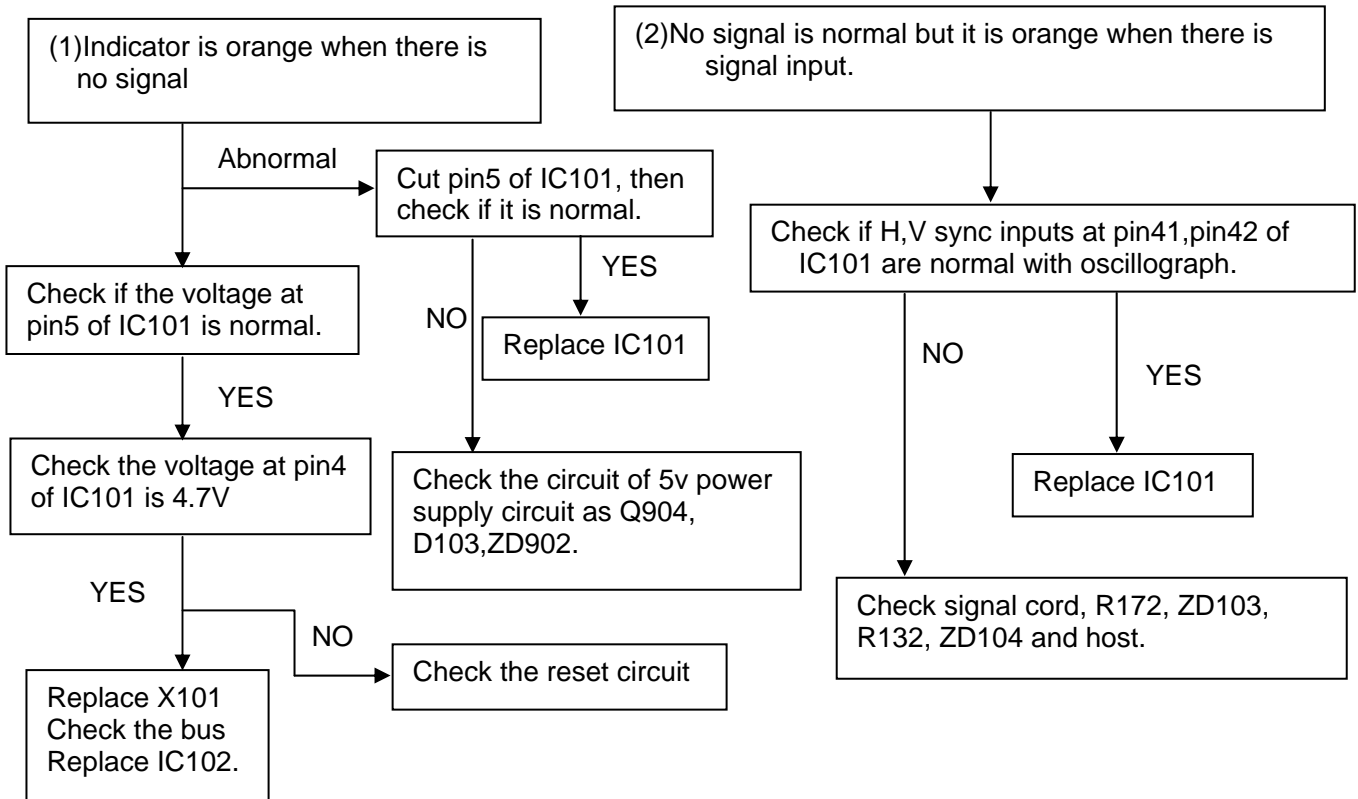 (1)Indicator is orange when there is
no signal
Abnormal
Cut pin5 of IC101, then
check if it is normal.
YES
Replace IC101
NO
Check the circuit of 5v power
supply circuit as Q904,
D103,ZD902.
Check if the voltage at
pin5 of IC101 is normal.
YES
Check the voltage at pin4
of IC101 is 4.7V
YES
NO
Check the reset circuit
Replace X101
Check the bus
Replace IC102.
(2)No signal is normal but it is orange when there is
signal input.
Check if H,V sync inputs at pin41,pin42 of
IC101 are normal with oscillograph.
NO
YES
Replace IC101
Check signal cord, R172, ZD103,
R132, ZD104 and host.